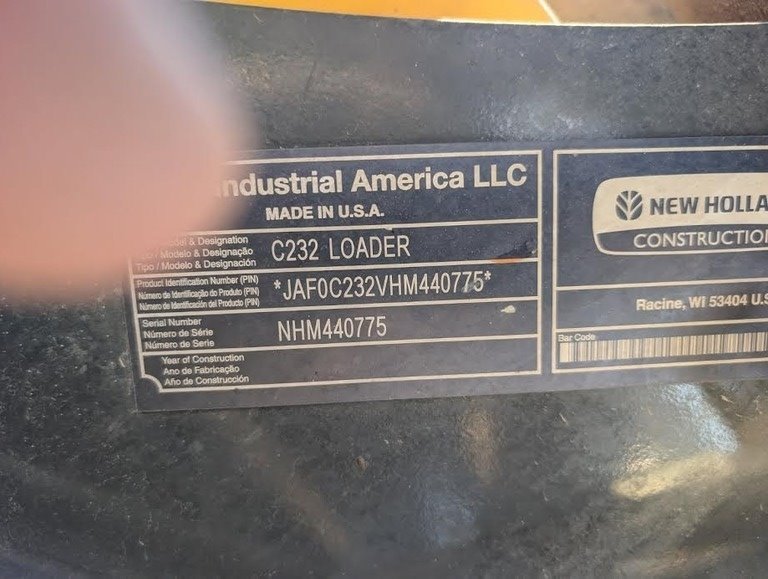 Industrial America LLC
MADE IN U.S.A.
& Designation
Modelo & Designação
Tipo / Modelo & Designación
C232 LOADER
Product Identification Number (PIN)
Número de Identificação do Produto (PIN)
Número de Identificación del Producto (PIN)
*JAF0C232VHM440775*
Serial Number
Número de Série
Número de Serie
NHM440775
Year of Construction
Ano de Fabricação
Año de Construcción
NEW HOLLA
CONSTRUCTIO
Racine, WI 53404 U.S
Bar Code